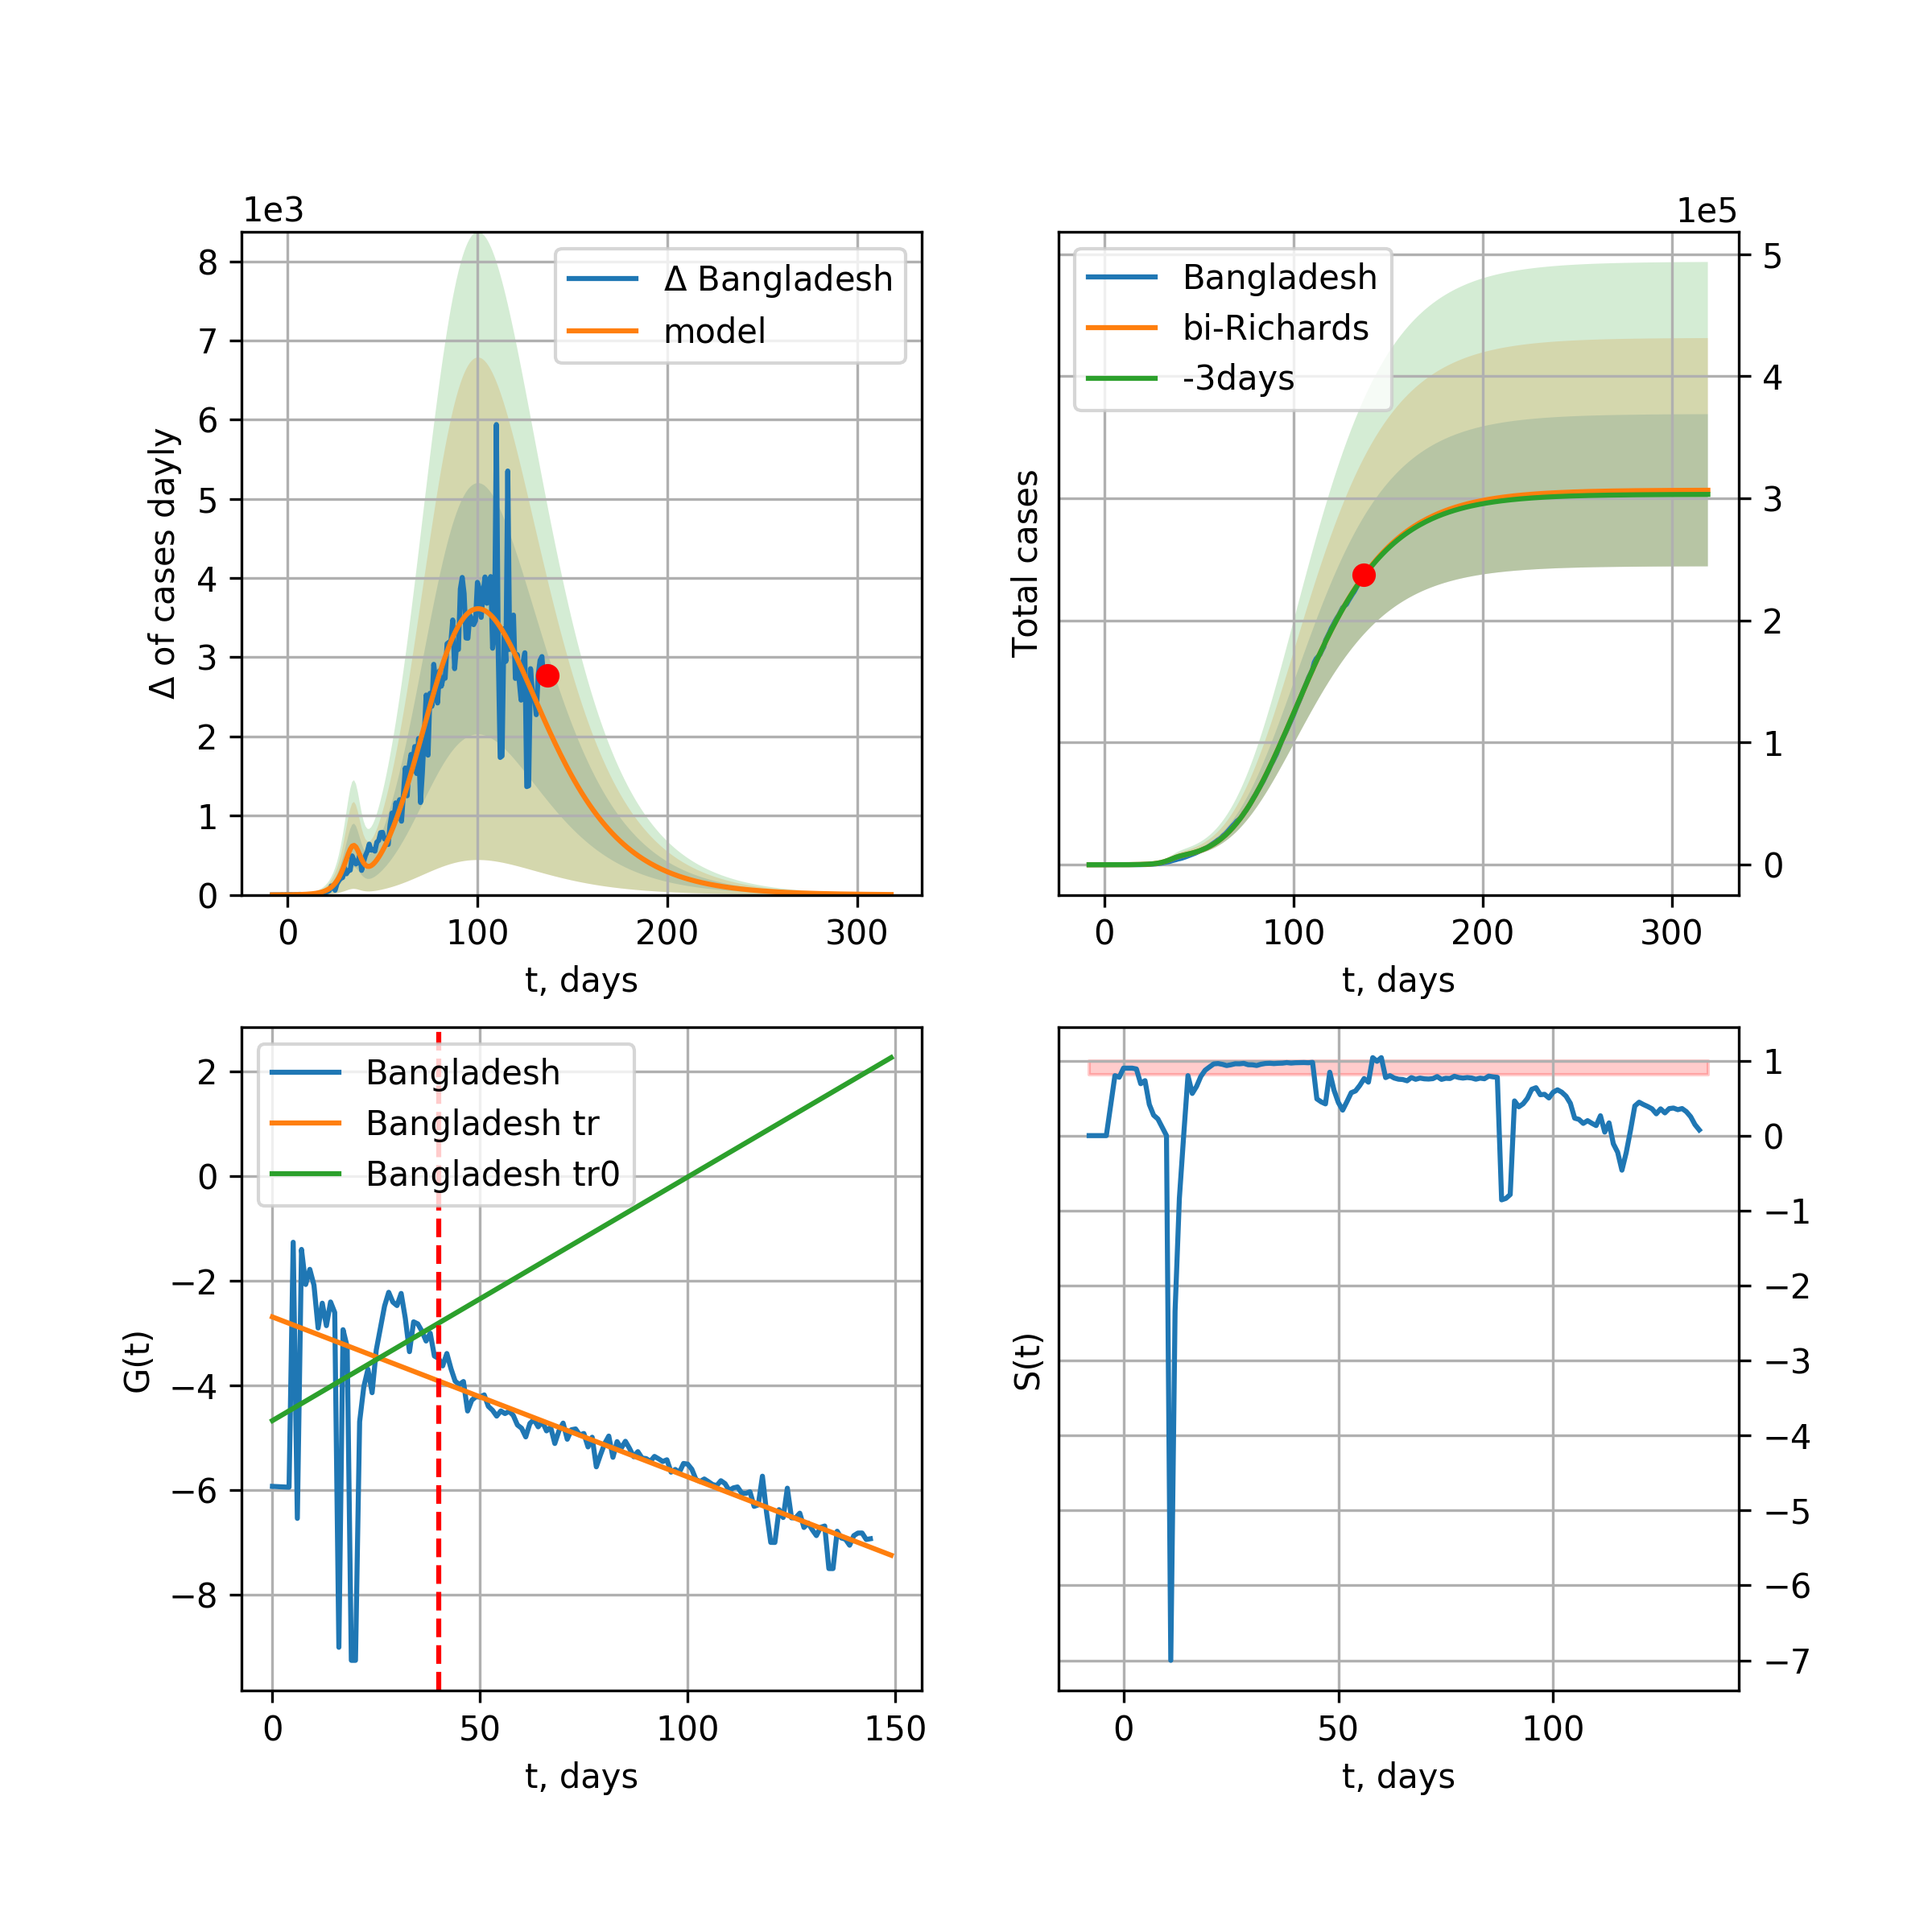 1e3
Δ of cases dayly
8
7
6
5
4
3
2
1
0
Δ Bangladesh
model
0 100 200 300
t, days
1e5
Total cases
Bangladesh
bi-Richards
-3days
5
4
3
2
1
0
0 100 200 300
t, days
G(t)
2
0
−2
−4
−6
−8
Bangladesh
Bangladesh tr
Bangladesh tr0
0 50 100 150
t, days
S(t)
1
0
−1
−2
−3
−4
−5
−6
−7
0 50 100
t, days